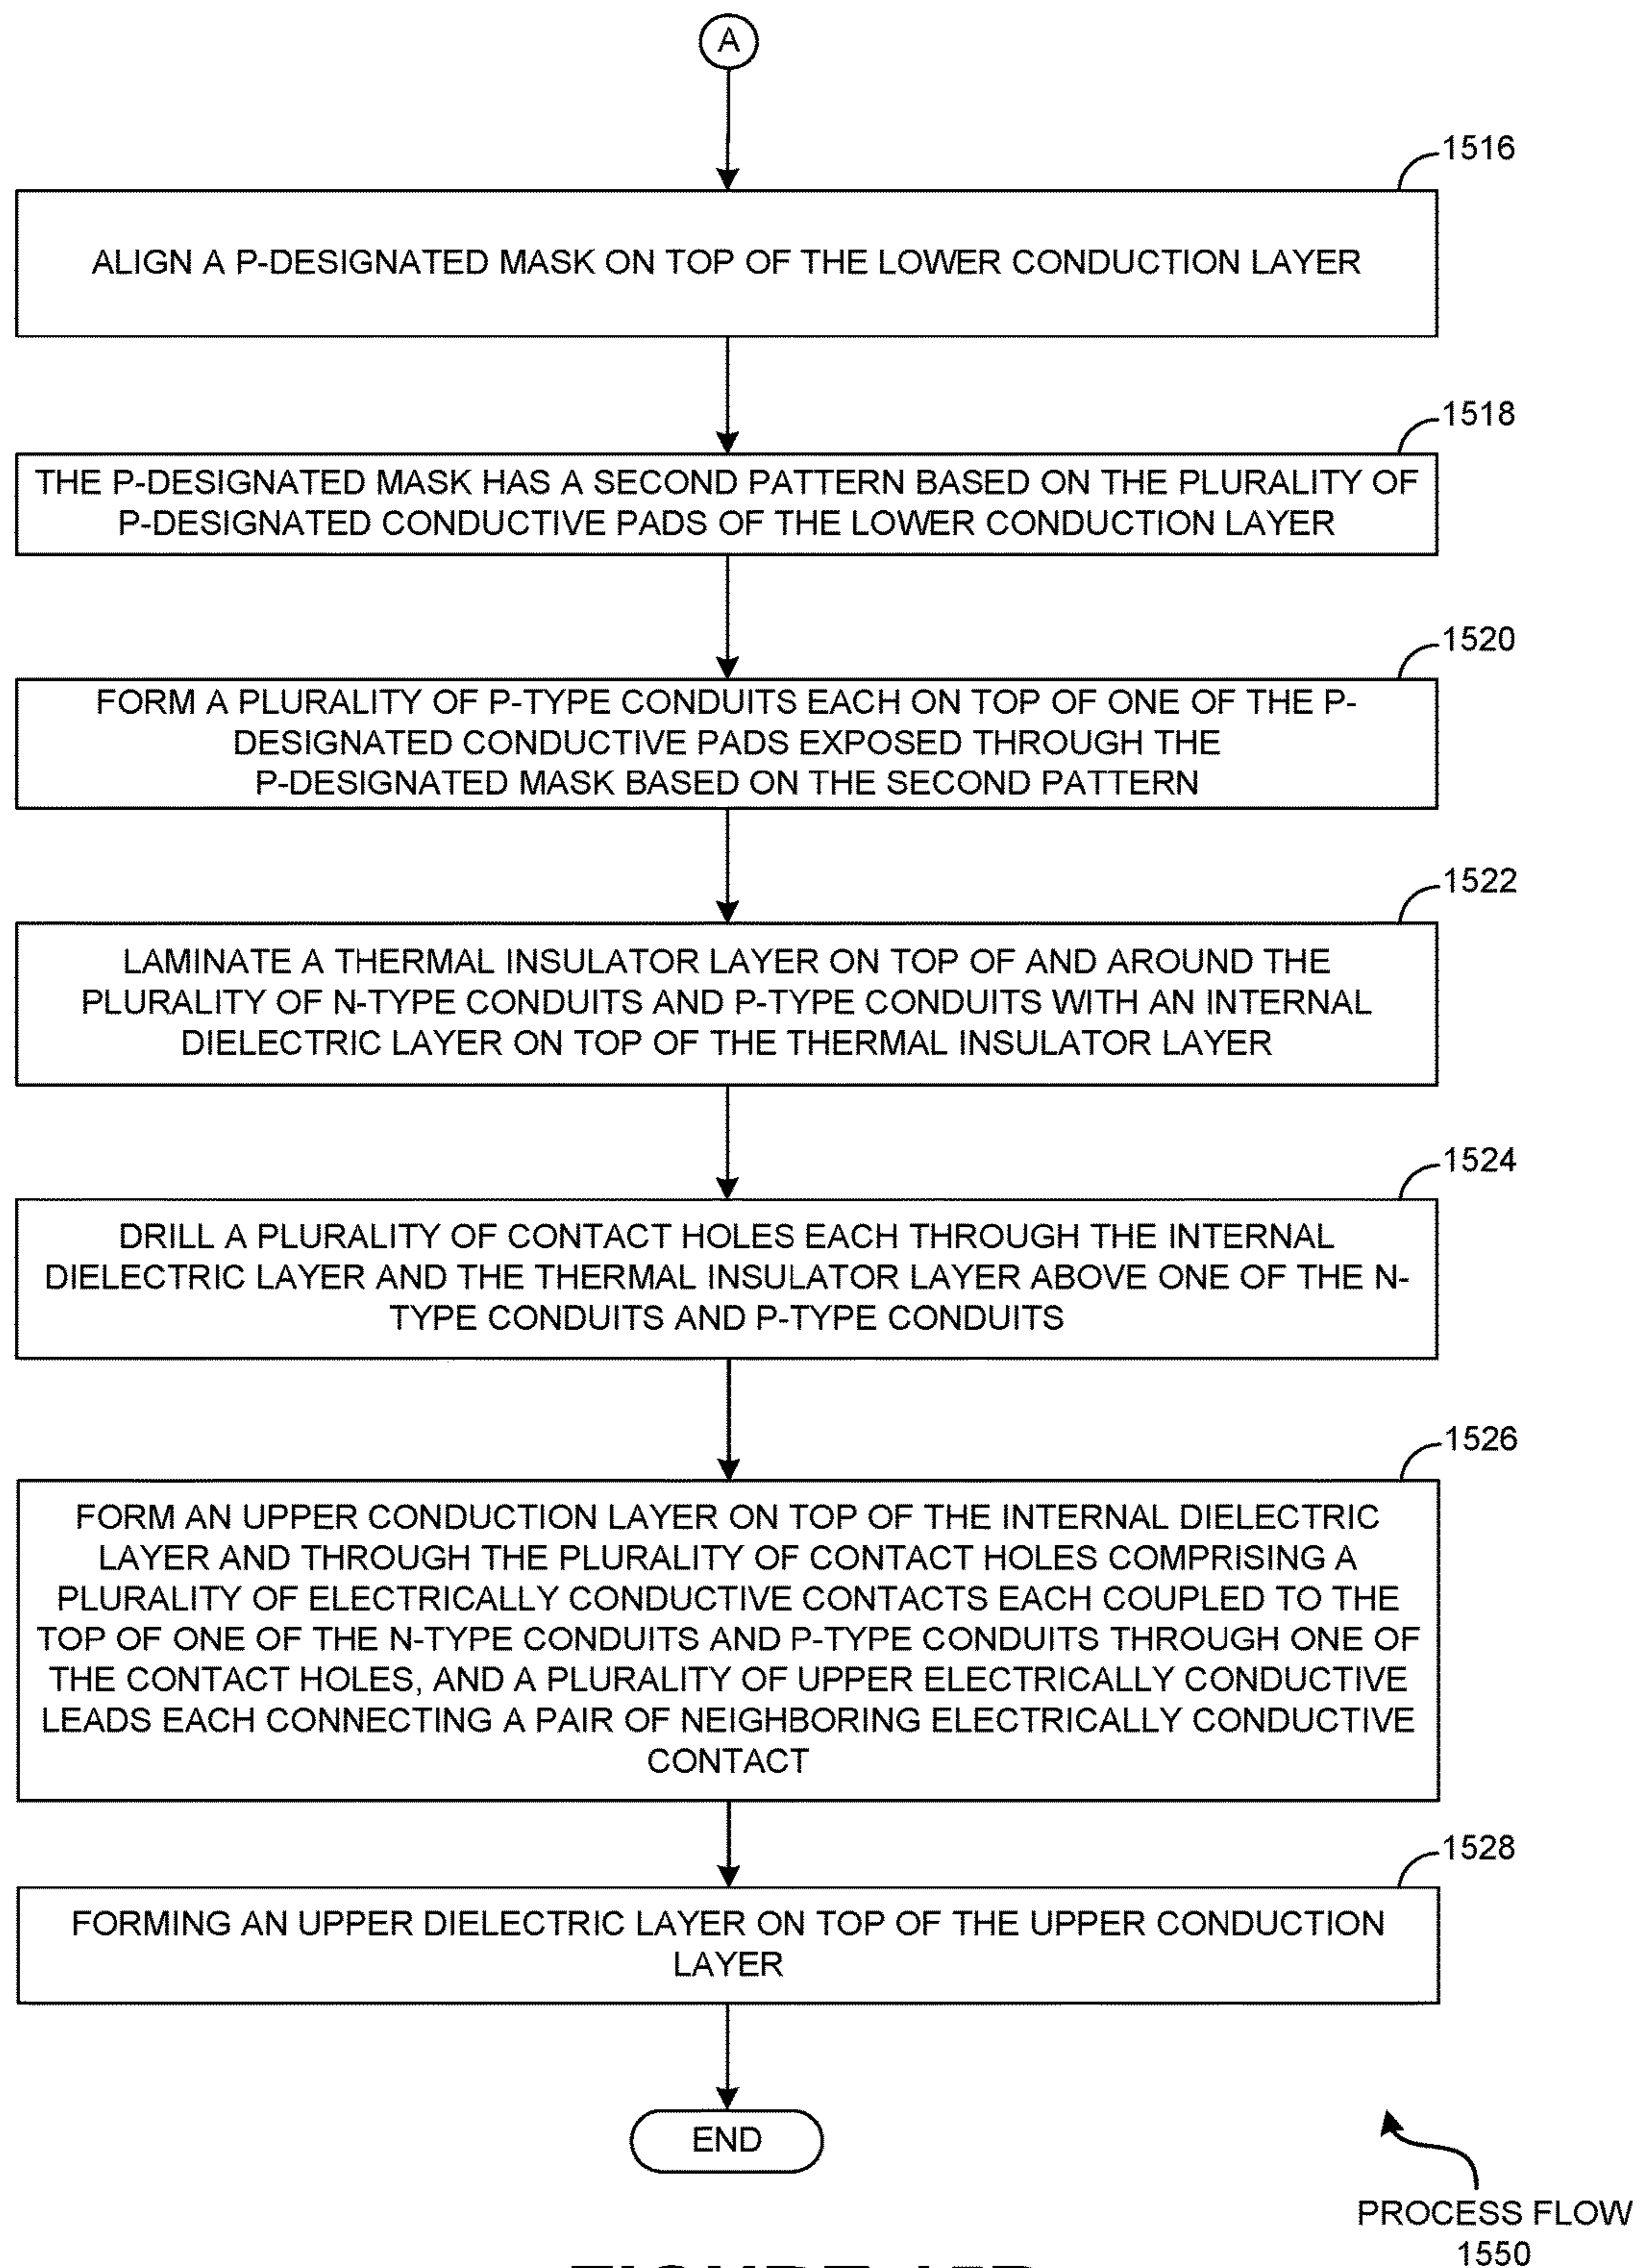 A
1516
ALIGN A P-DESIGNATED MASK ON TOP OF THE LOWER CONDUCTION LAYER
1518
THE P-DESIGNATED MASK HAS A SECOND PATTERN BASED ON THE PLURALITY OF
P-DESIGNATED CONDUCTIVE PADS OF THE LOWER CONDUCTION LAYER
1520
FORM A PLURALITY OF P-TYPE CONDUITS EACH ON TOP OF ONE OF THE P-
DESIGNATED CONDUCTIVE PADS EXPOSED THROUGH THE
P-DESIGNATED MASK BASED ON THE SECOND PATTERN
1522
LAMINATE A THERMAL INSULATOR LAYER ON TOP OF AND AROUND THE
PLURALITY OF N-TYPE CONDUITS AND P-TYPE CONDUITS WITH AN INTERNAL
DIELECTRIC LAYER ON TOP OF THE THERMAL INSULATOR LAYER
1524
DRILL A PLURALITY OF CONTACT HOLES EACH THROUGH THE INTERNAL
DIELECTRIC LAYER AND THE THERMAL INSULATOR LAYER ABOVE ONE OF THE N-
TYPE CONDUITS AND P-TYPE CONDUITS
1526
FORM AN UPPER CONDUCTION LAYER ON TOP OF THE INTERNAL DIELECTRIC
LAYER AND THROUGH THE PLURALITY OF CONTACT HOLES COMPRISING A
PLURALITY OF ELECTRICALLY CONDUCTIVE CONTACTS EACH COUPLED TO THE
TOP OF ONE OF THE N-TYPE CONDUITS AND P-TYPE CONDUITS THROUGH ONE OF
THE CONTACT HOLES, AND A PLURALITY OF UPPER ELECTRICALLY CONDUCTIVE
LEADS EACH CONNECTING A PAIR OF NEIGHBORING ELECTRICALLY CONDUCTIVE
CONTACT
1528
FORMING AN UPPER DIELECTRIC LAYER ON TOP OF THE UPPER CONDUCTION
LAYER
END
PROCESS FLOW
1550